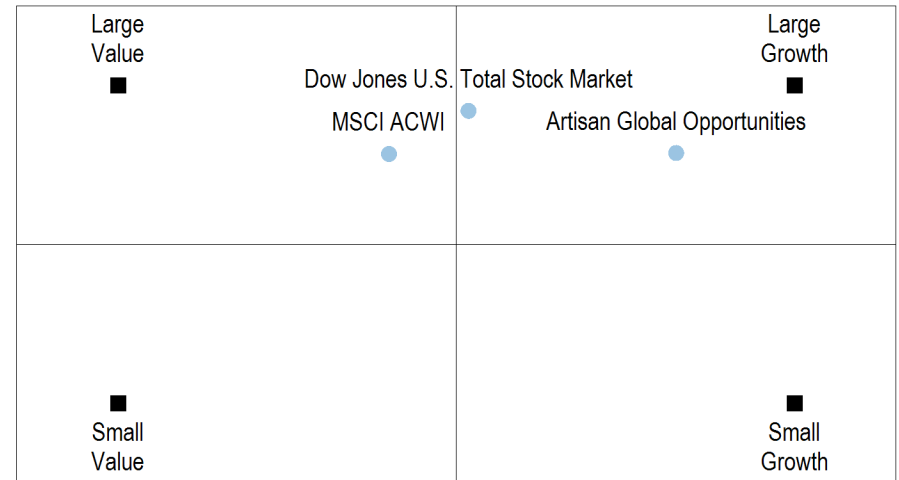 Large
Value
Large
Growth
Dow Jones U.S. Total Stock Market
MSCI ACWI
Artisan Global Opportunities
Small
Value
Small
Growth